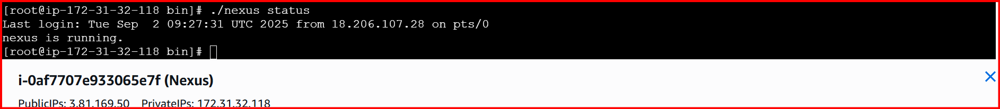 [root@ip-172-31-32-118 bin]# ./nexus status
Last login: Tue Sep  2 09:27:31 UTC 2025 from 18.206.107.28 on pts/0
nexus is running.
[root@ip-172-31-32-118 bin]#
i-0af7707e933065e7f (Nexus)
PublicIPs: 3.81.169.50    PrivateIPs: 172.31.32.118